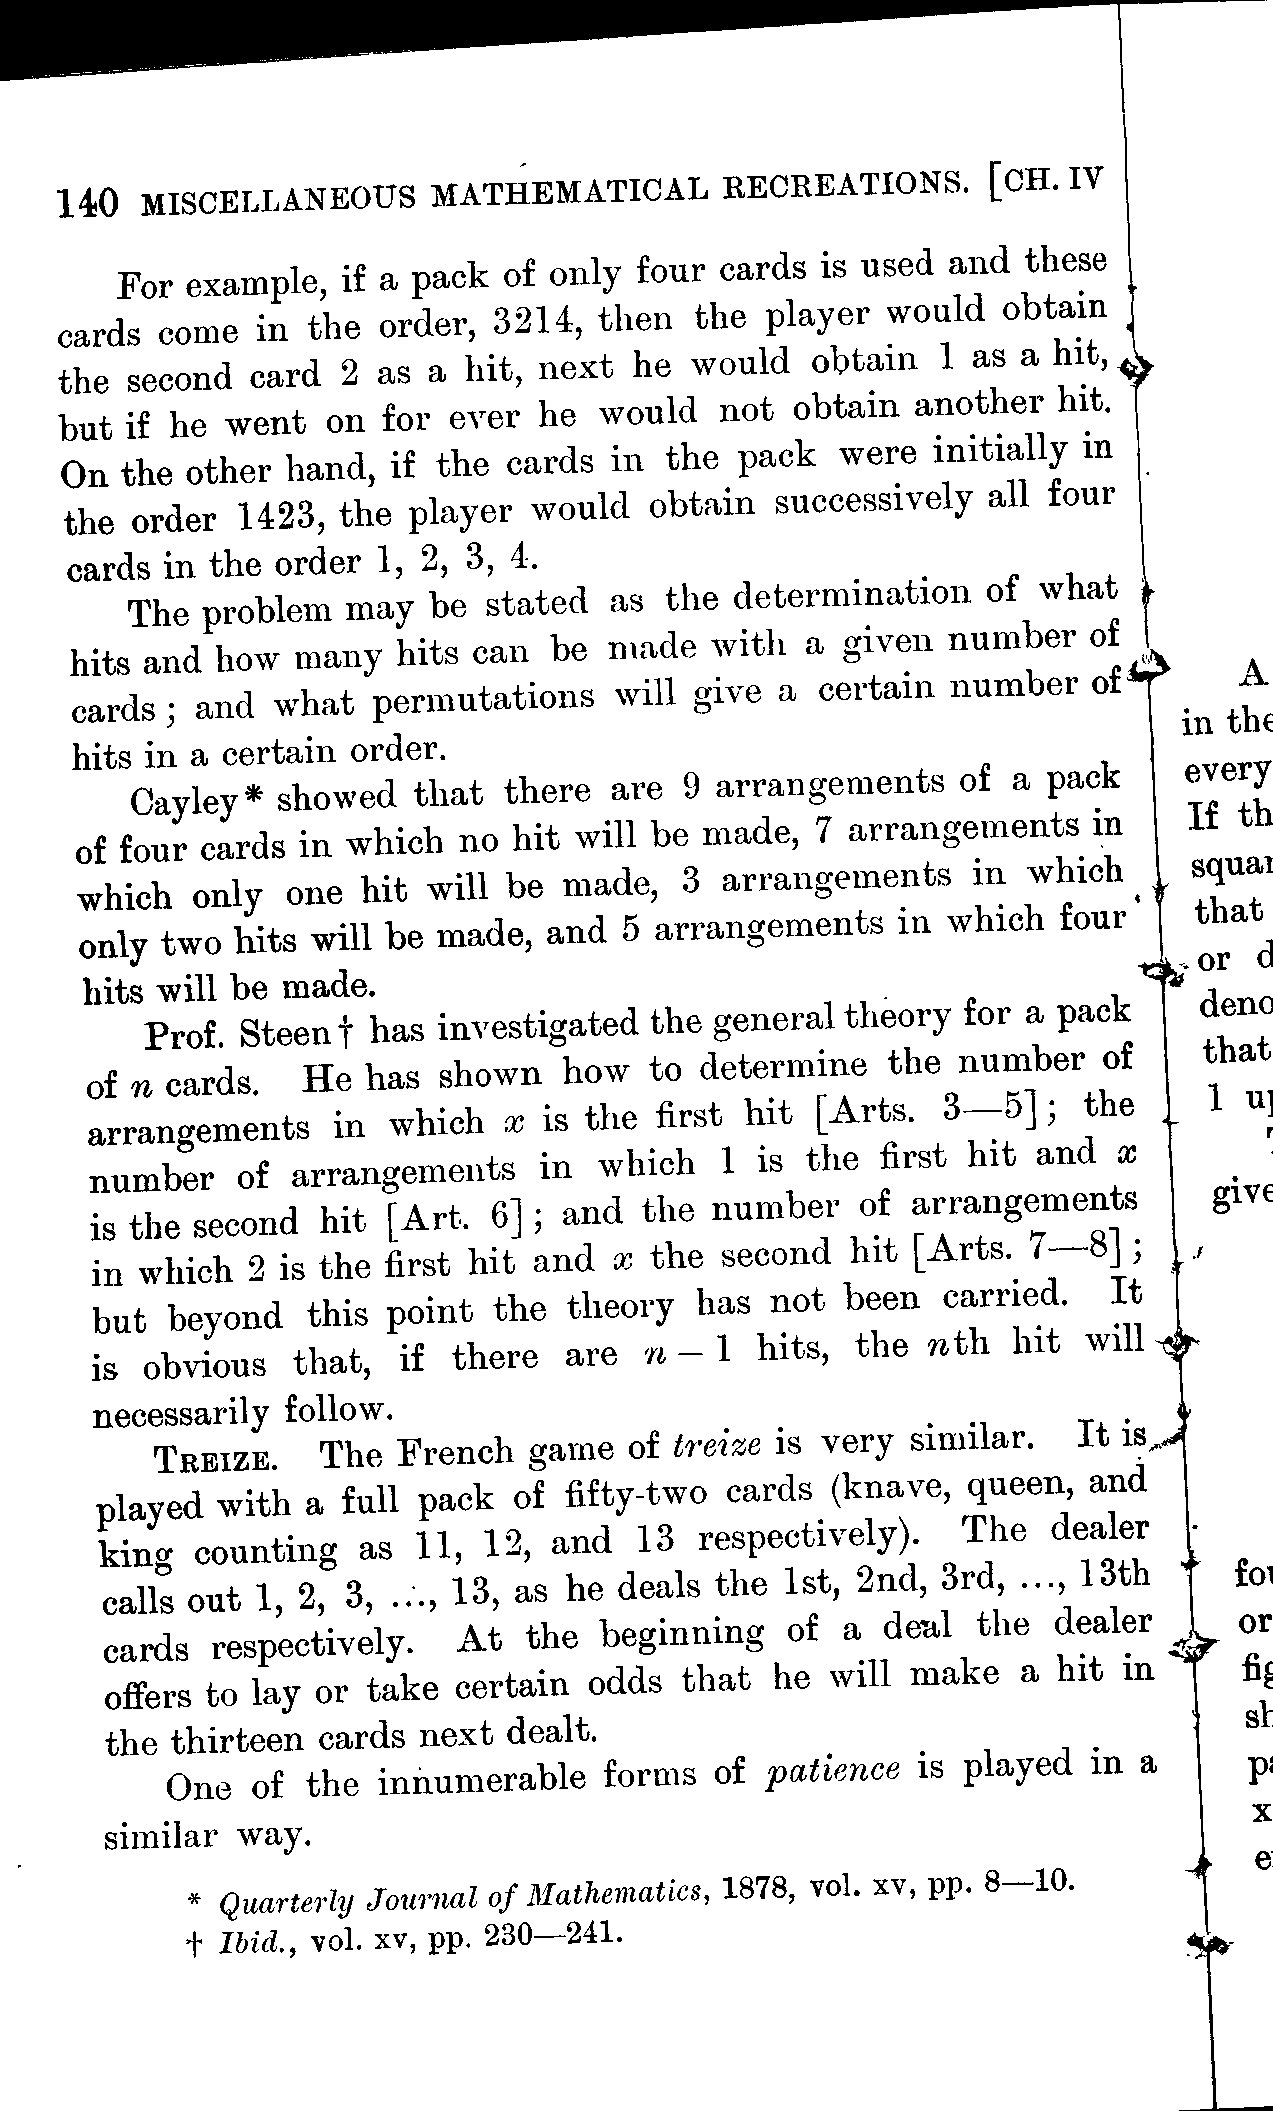 140 MISCELLANEOUS MATHEMATICAL RECREATIONS. [CH. IV
For example, if a pack of only four cards is used and these
cards come in the order, 3214, then the player would obtain
the second card 2 as a hit, next he would obtain 1 as a hit,
but if he went on for ever he would not obtain another hit.
On the other hand, if the cards in the pack were initially in
the order 1423, the player would obtain successively all four
cards in the order 1, 2, 3, 4.
The problem may be stated as the determination of what
hits and how many hits can be made with a given number of
cards; and what permutations will give a certain number of
hits in a certain order.
Cayley* showed that there are 9 arrangements of a pack
of four cards in which no hit will be made, 7 arrangements in
which only one hit will be made, 3 arrangements in which
only two hits will be made, and 5 arrangements in which four
hits will be made.
Prof. Steen† has investigated the general theory for a pack
of n cards. He has shown how to determine the number of
arrangements in which x is the first hit [Arts. 3—5]; the
number of arrangements in which 1 is the first hit and x
is the second hit [Art. 6]; and the number of arrangements
in which 2 is the first hit and x the second hit [Arts. 7—8];
but beyond this point the theory has not been carried. It
is obvious that, if there are n – 1 hits, the nth hit will
necessarily follow.
TREIZE. The French game of treize is very similar. It is
played with a full pack of fifty-two cards (knave, queen, and
king counting as 11, 12, and 13 respectively). The dealer
calls out 1, 2, 3, ..., 13, as he deals the 1st, 2nd, 3rd, ..., 13th
cards respectively. At the beginning of a deal the dealer
offers to lay or take certain odds that he will make a hit in
the thirteen cards next dealt.
One of the innumerable forms of patience is played in a
similar way.
* Quarterly Journal of Mathematics, 1878, vol. xv, pp. 8—10.
† Ibid., vol. xv, pp. 230—241.
A
in the
every
If th
that
or
that
1
give
or